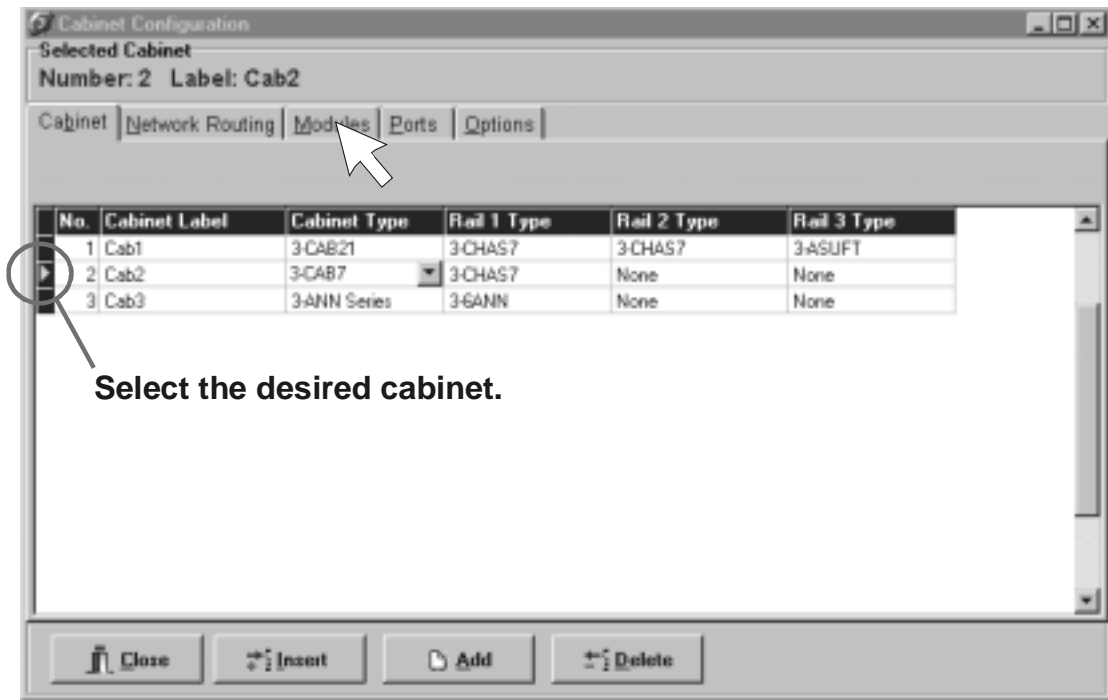 Cabinet Configuration
Selected Cabinet
Number: 2 Label: Cab2
Cabinet Network Routing Modules Ports Options
No. Cabinet Label Cabinet Type Rail 1 Type Rail 2 Type Rail 3 Type
1 Cab1 3-CAB21 3-CHAS7 3-CHAS7 3-ASUFT
2 Cab2 3-CAB7 3-CHAS7 None None
3 Cab3 3-ANN Series 3-6ANN None None
Select the desired cabinet.
Close Insert Add Delete